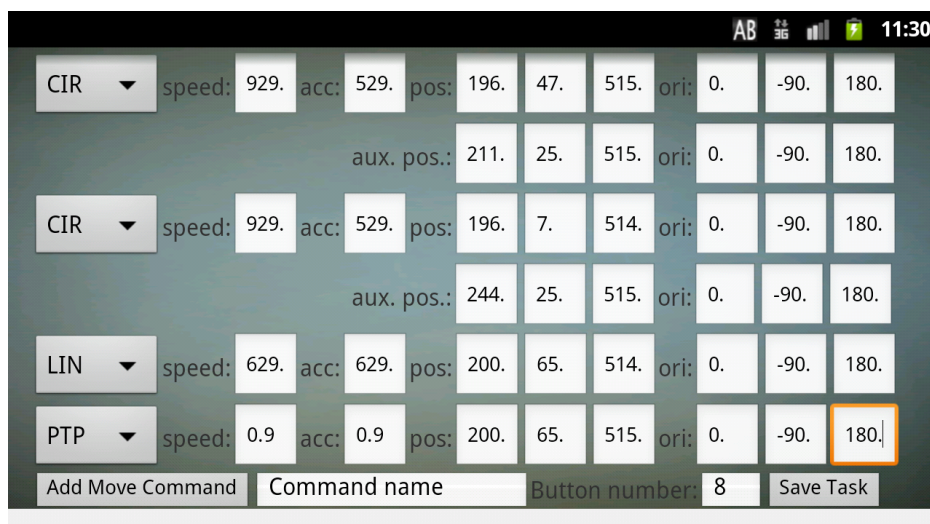 AB 3G 11:30
CIR speed: 929. acc: 529. pos: 196. 47. 515. ori: 0. -90. 180.
aux. pos.: 211. 25. 515. ori: 0. -90. 180.
CIR speed: 929. acc: 529. pos: 196. 7. 514. ori: 0. -90. 180.
aux. pos.: 244. 25. 515. ori: 0. -90. 180.
LIN speed: 629. acc: 629. pos: 200. 65. 514. ori: 0. -90. 180.
PTP speed: 0.9 acc: 0.9 pos: 200. 65. 515. ori: 0. -90. 180.
Add Move Command Command name Button number: 8 Save Task